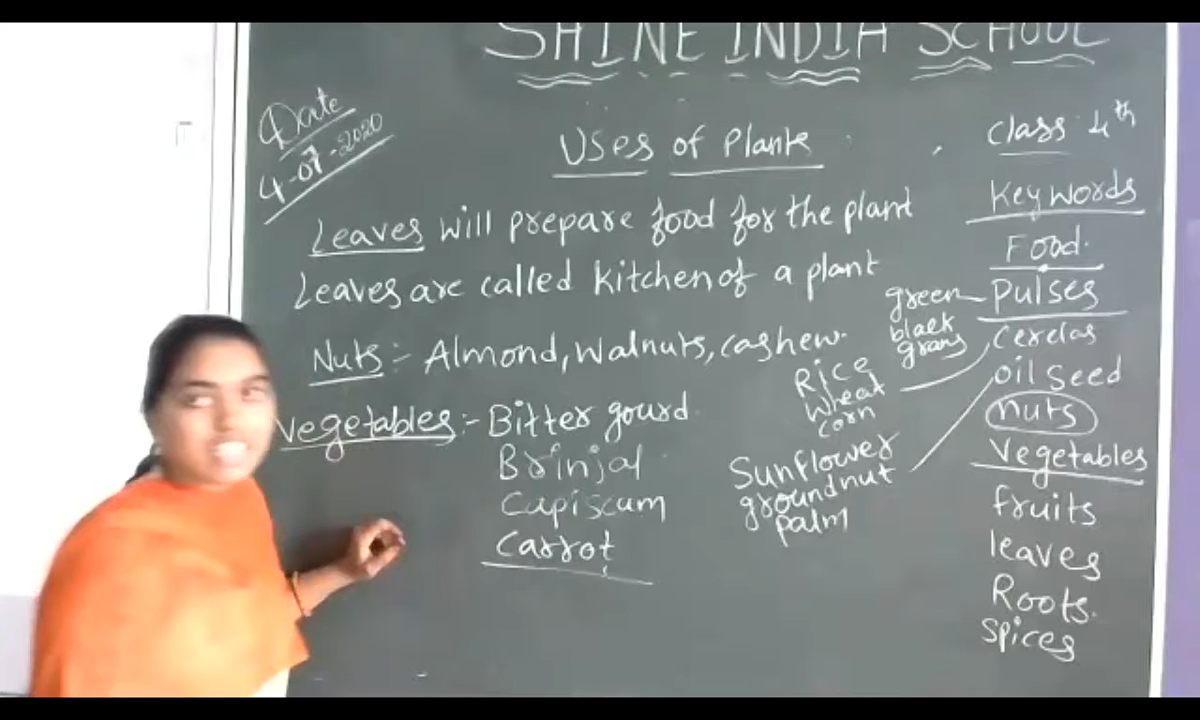 SHINE INDIA SCHOOL
Date
4-07-2020
Uses of Plants
Class 4th
Leaves will prepare food for the plant
Leaves are called kitchen of a plant
Nuts :- Almond, Walnuts, cashew.
Vegetables :- Bitter gourd
Brinjal
Capiscum
Carrot
green
black
grams
Rice
wheat
corn
Sunflower
groundnut
palm
Keywords
Food
Pulses
cerelas
oil seed
nuts
Vegetables
fruits
leaves
Roots.
Spices